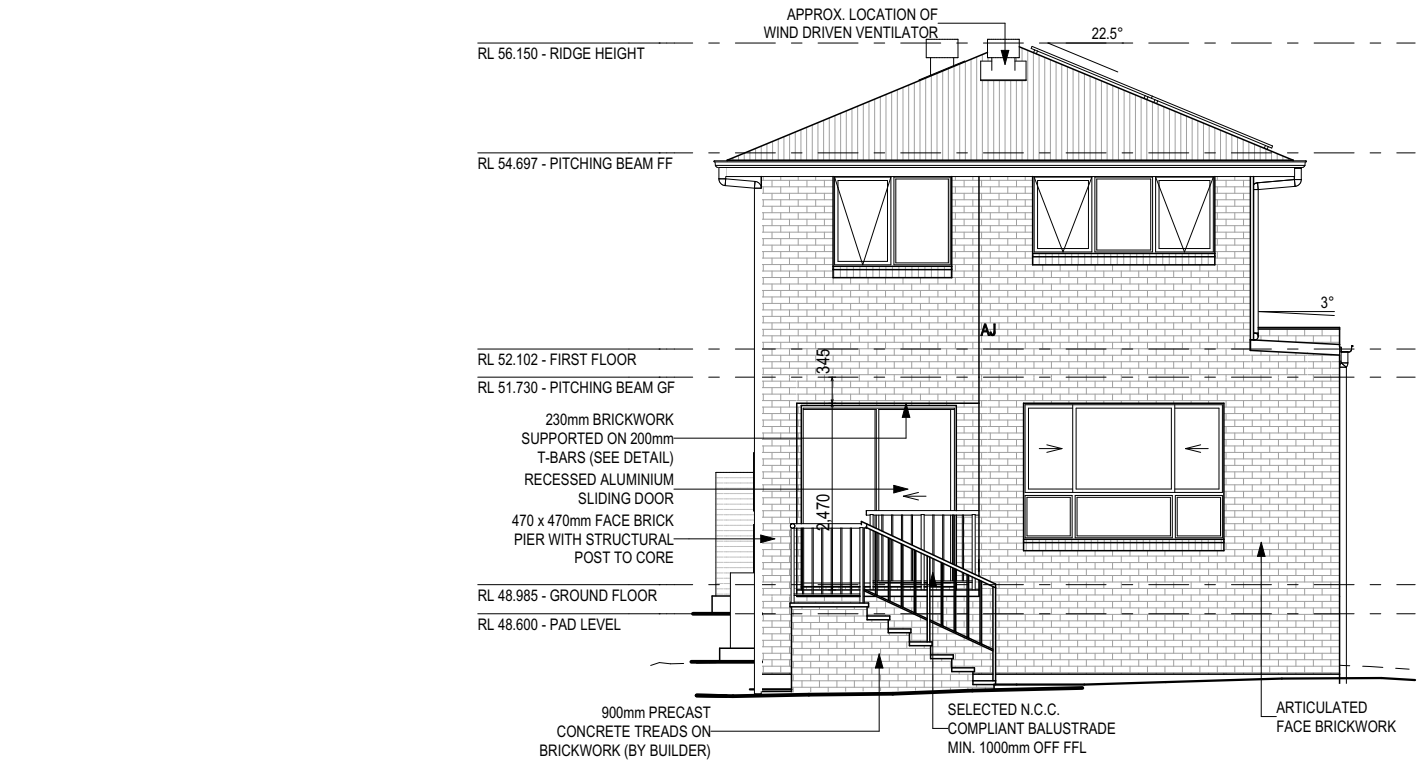 APPROX. LOCATION OF
WIND DRIVEN VENTILATOR
22.5°
RL 56.150 - RIDGE HEIGHT
RL 54.697 - PITCHING BEAM FF
3°
AJ
RL 52.102 - FIRST FLOOR
345
RL 51.730 - PITCHING BEAM GF
230mm BRICKWORK
SUPPORTED ON 200mm
T-BARS (SEE DETAIL)
RECESSED ALUMINIUM
SLIDING DOOR
2,470
470 x 470mm FACE BRICK
PIER WITH STRUCTURAL
POST TO CORE
RL 48.985 - GROUND FLOOR
RL 48.600 - PAD LEVEL
900mm PRECAST
CONCRETE TREADS ON
BRICKWORK (BY BUILDER)
SELECTED N.C.C.
COMPLIANT BALUSTRADE
MIN. 1000mm OFF FFL
ARTICULATED
FACE BRICKWORK